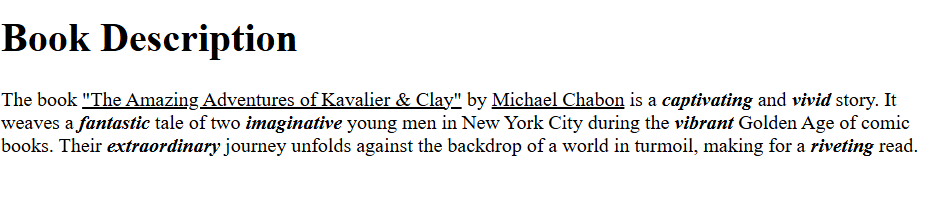 Book Description
The book "The Amazing Adventures of Kavalier & Clay" by Michael Chabon is a captivating and vivid story. It
weaves a fantastic tale of two imaginative young men in New York City during the vibrant Golden Age of comic
books. Their extraordinary journey unfolds against the backdrop of a world in turmoil, making for a riveting read.